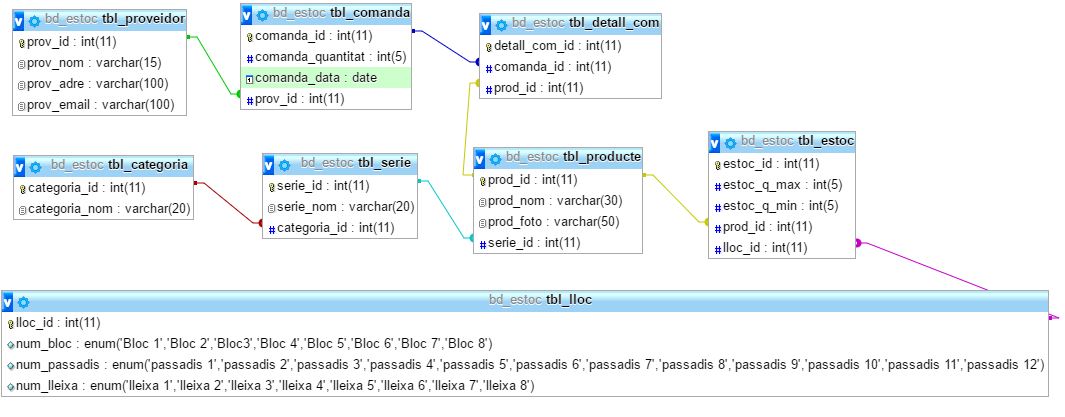 bd_estoc tbl_proveidor
prov_id : int(11)
prov_nom : varchar(15)
prov_adre : varchar(100)
prov_email : varchar(100)
bd_estoc tbl_comanda
comanda_id : int(11)
comanda_quantitat : int(5)
comanda_data : date
prov_id : int(11)
bd_estoc tbl_detall_com
detall_com_id : int(11)
comanda_id : int(11)
prod_id : int(11)
bd_estoc tbl_categoria
categoria_id : int(11)
categoria_nom : varchar(20)
bd_estoc tbl_serie
serie_id : int(11)
serie_nom : varchar(20)
categoria_id : int(11)
bd_estoc tbl_producte
prod_id : int(11)
prod_nom : varchar(30)
prod_foto : varchar(50)
serie_id : int(11)
bd_estoc tbl_estoc
estoc_id : int(11)
estoc_q_max : int(5)
estoc_q_min : int(5)
prod_id : int(11)
lloc_id : int(11)
bd_estoc tbl_lloc
lloc_id : int(11)
num_bloc : enum('Bloc 1','Bloc 2','Bloc3','Bloc 4','Bloc 5','Bloc 6','Bloc 7','Bloc 8')
num_passadis : enum('passadis 1','passadis 2','passadis 3','passadis 4','passadis 5','passadis 6','passadis 7','passadis 8','passadis 9','passadis 10','passadis 11','passadis 12')
num_lleixa : enum('lleixa 1','lleixa 2','lleixa 3','lleixa 4','lleixa 5','lleixa 6','lleixa 7','lleixa 8')